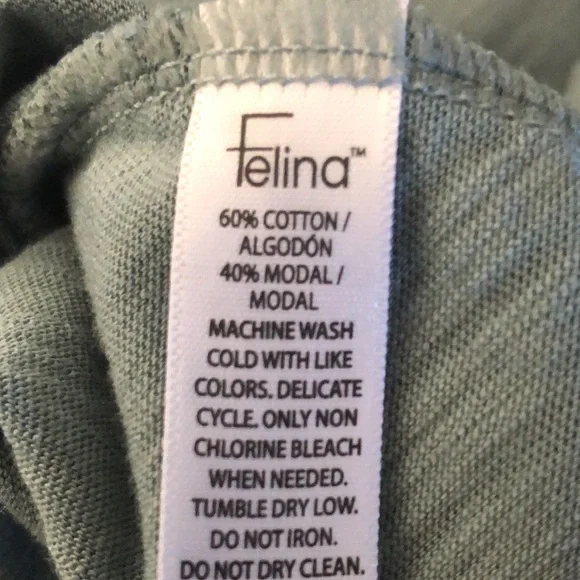 Felina™
60% COTTON /
ALGODÓN
40% MODAL /
MODAL
MACHINE WASH
COLD WITH LIKE
COLORS. DELICATE
CYCLE. ONLY NON
CHLORINE BLEACH
WHEN NEEDED.
TUMBLE DRY LOW.
DO NOT IRON.
DO NOT DRY CLEAN.